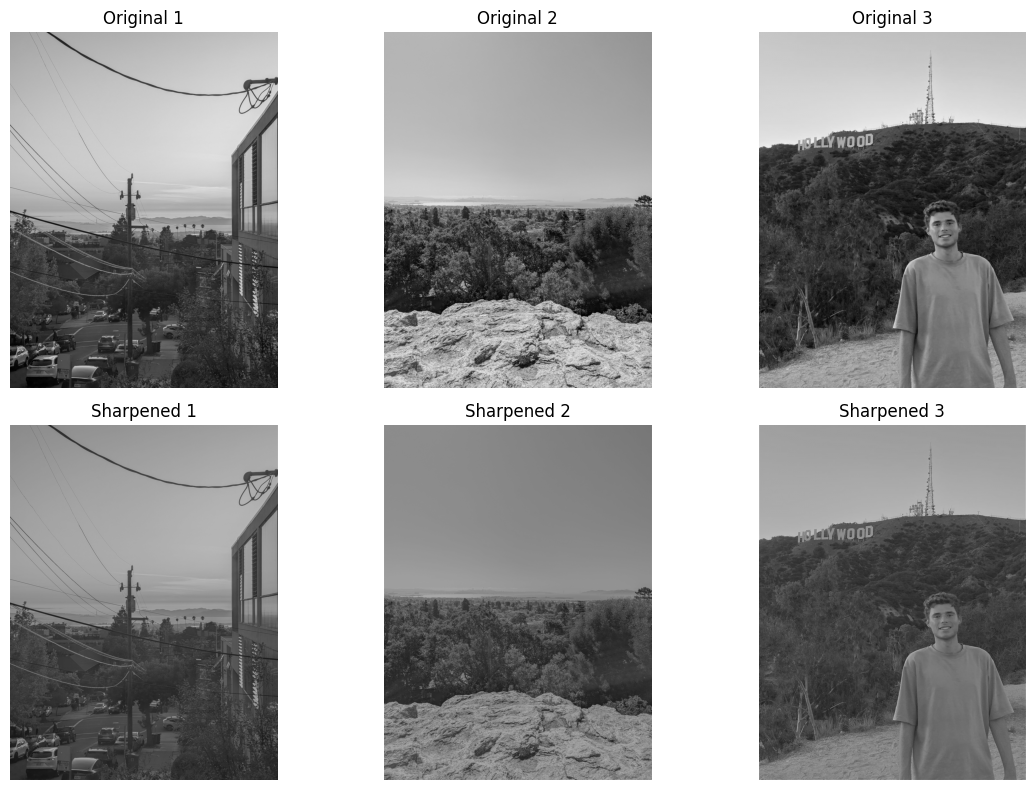 Original 1
Original 2
Original 3
HOLLYWOOD
Sharpened 1
Sharpened 2
Sharpened 3
HOLLYWOOD